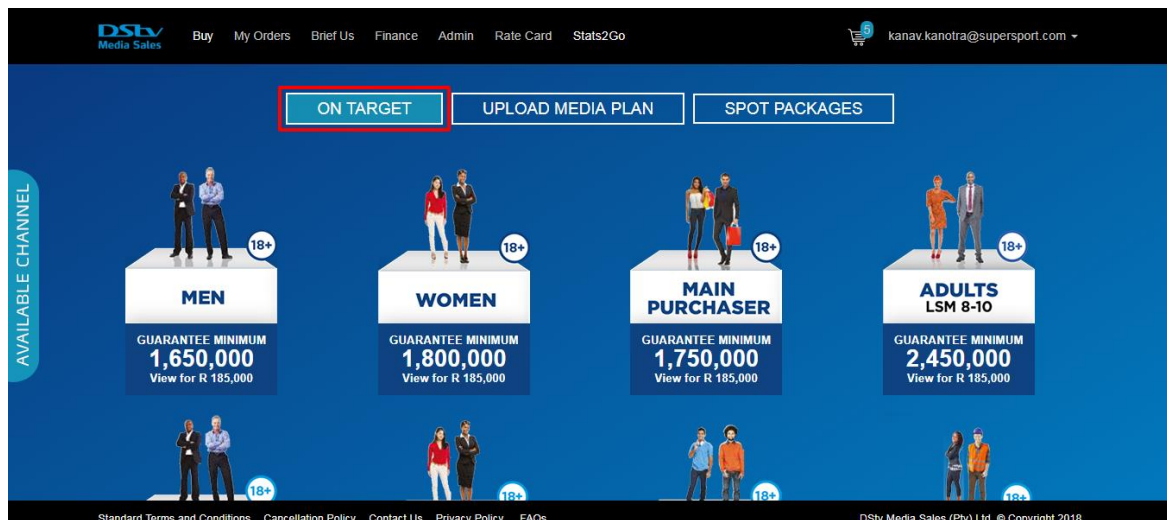 DStv
Media Sales
Buy My Orders Brief Us Finance Admin Rate Card Stats2Go
5
kanav.kanotra@supersport.com
ON TARGET
UPLOAD MEDIA PLAN
SPOT PACKAGES
AVAILABLE CHANNEL
18+
MEN
GUARANTEE MINIMUM
1,650,000
View for R 185,000
18+
WOMEN
GUARANTEE MINIMUM
1,800,000
View for R 185,000
18+
MAIN
PURCHASER
GUARANTEE MINIMUM
1,750,000
View for R 185,000
18+
ADULTS
LSM 8-10
GUARANTEE MINIMUM
2,450,000
View for R 185,000
18+
18+
18+
18+
Standard Terms and Conditions Cancellation Policy Contact Us Privacy Policy FAQs
DStv Media Sales (Pty) Ltd. © Copyright 2018